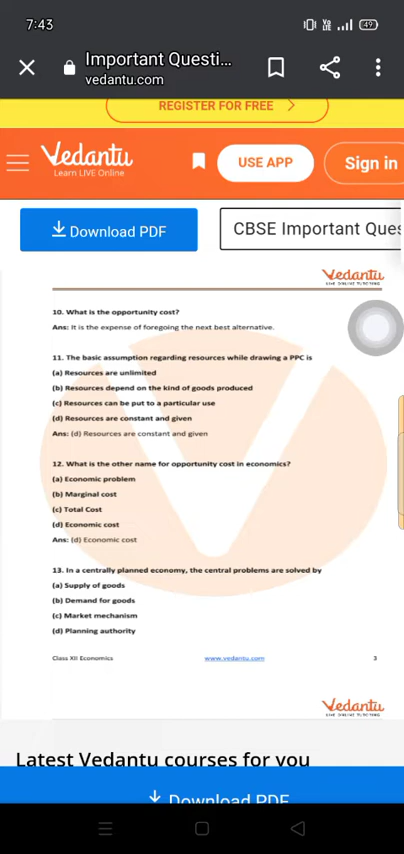 7:43
49
Important Questi...
vedantu.com
REGISTER FOR FREE
Vedantu
Learn LIVE Online
USE APP
Sign in
Download PDF
CBSE Important Ques
Vedantu
LIVE ONLINE TUTORING
10. What is the opportunity cost?
Ans: It is the expense of foregoing the next best alternative.
11. The basic assumption regarding resources while drawing a PPC is
(a) Resources are unlimited
(b) Resources depend on the kind of goods produced
(c) Resources can be put to a particular use
(d) Resources are constant and given
Ans: (d) Resources are constant and given
12. What is the other name for opportunity cost in economics?
(a) Economic problem
(b) Marginal cost
(c) Total Cost
(d) Economic cost
Ans: (d) Economic cost
13. In a centrally planned economy, the central problems are solved by
(a) Supply of goods
(b) Demand for goods
(c) Market mechanism
(d) Planning authority
Class XII Economics www.vedantu.com 3
Vedantu
LIVE ONLINE TUTORING
Latest Vedantu courses for you
Download PDF